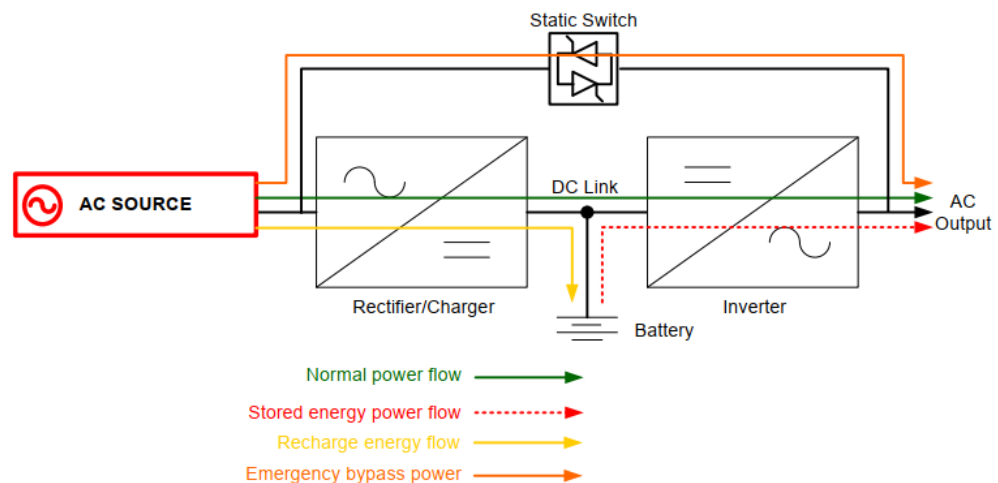 Static Switch
AC SOURCE
DC Link
AC
Output
Rectifier/Charger
Inverter
Battery
Normal power flow
Stored energy power flow
Recharge energy flow
Emergency bypass power